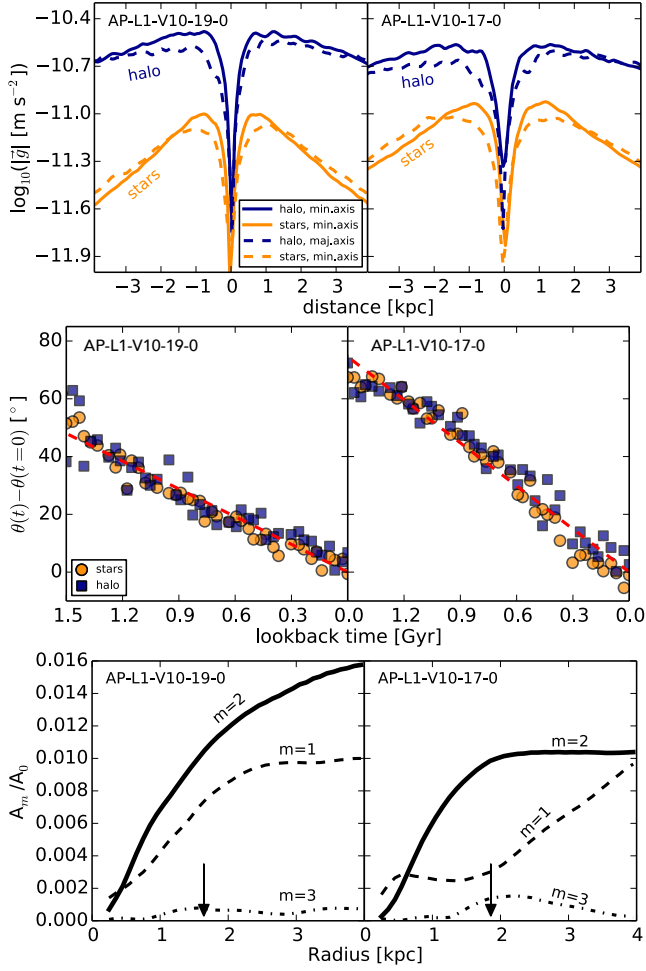 AP-L1-V10-19-0 AP-L1-V10-17-0
log₁₀(|g⃗| [m s⁻²]
−10.4
−10.7
−11.0
−11.3
−11.6
−11.9
halo
stars
halo
stars
halo, min.axis
stars, min.axis
halo, maj.axis
stars, min.axis
−3 −2 −1 0 1 2 3 −3 −2 −1 0 1 2 3
distance [kpc]
AP-L1-V10-19-0 AP-L1-V10-17-0
θ(t)−θ(t=0) [°]
80
60
40
20
0
stars
halo
1.5 1.2 0.9 0.6 0.3 0.0 1.2 0.9 0.6 0.3 0.0
lookback time [Gyr]
AP-L1-V10-19-0 AP-L1-V10-17-0
A_m/A_0
0.016
0.014
0.012
0.010
0.008
0.006
0.004
0.002
0.000
m=2
m=1
m=3
m=2
m=1
m=3
0 1 2 3 0 1 2 3 4
Radius [kpc]